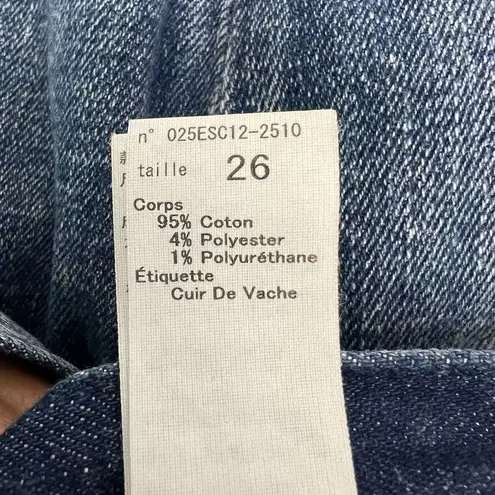 n° 025ESC12-2510
taille 26
Corps
95% Coton
4% Polyester
1% Polyuréthane
Étiquette
Cuir De Vache